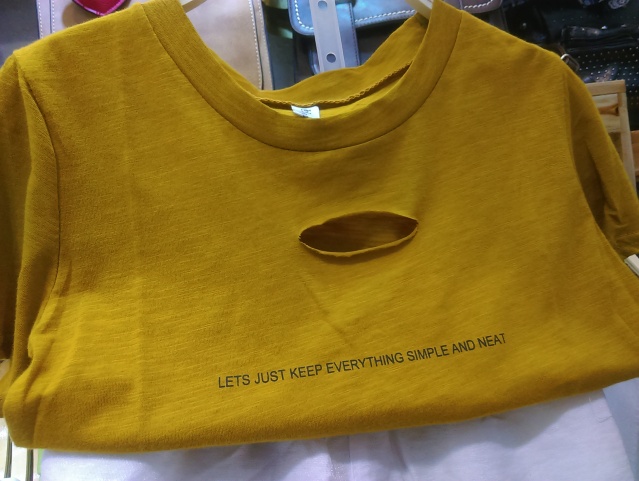 LETS JUST KEEP EVERYTHING SIMPLE AND NEAT